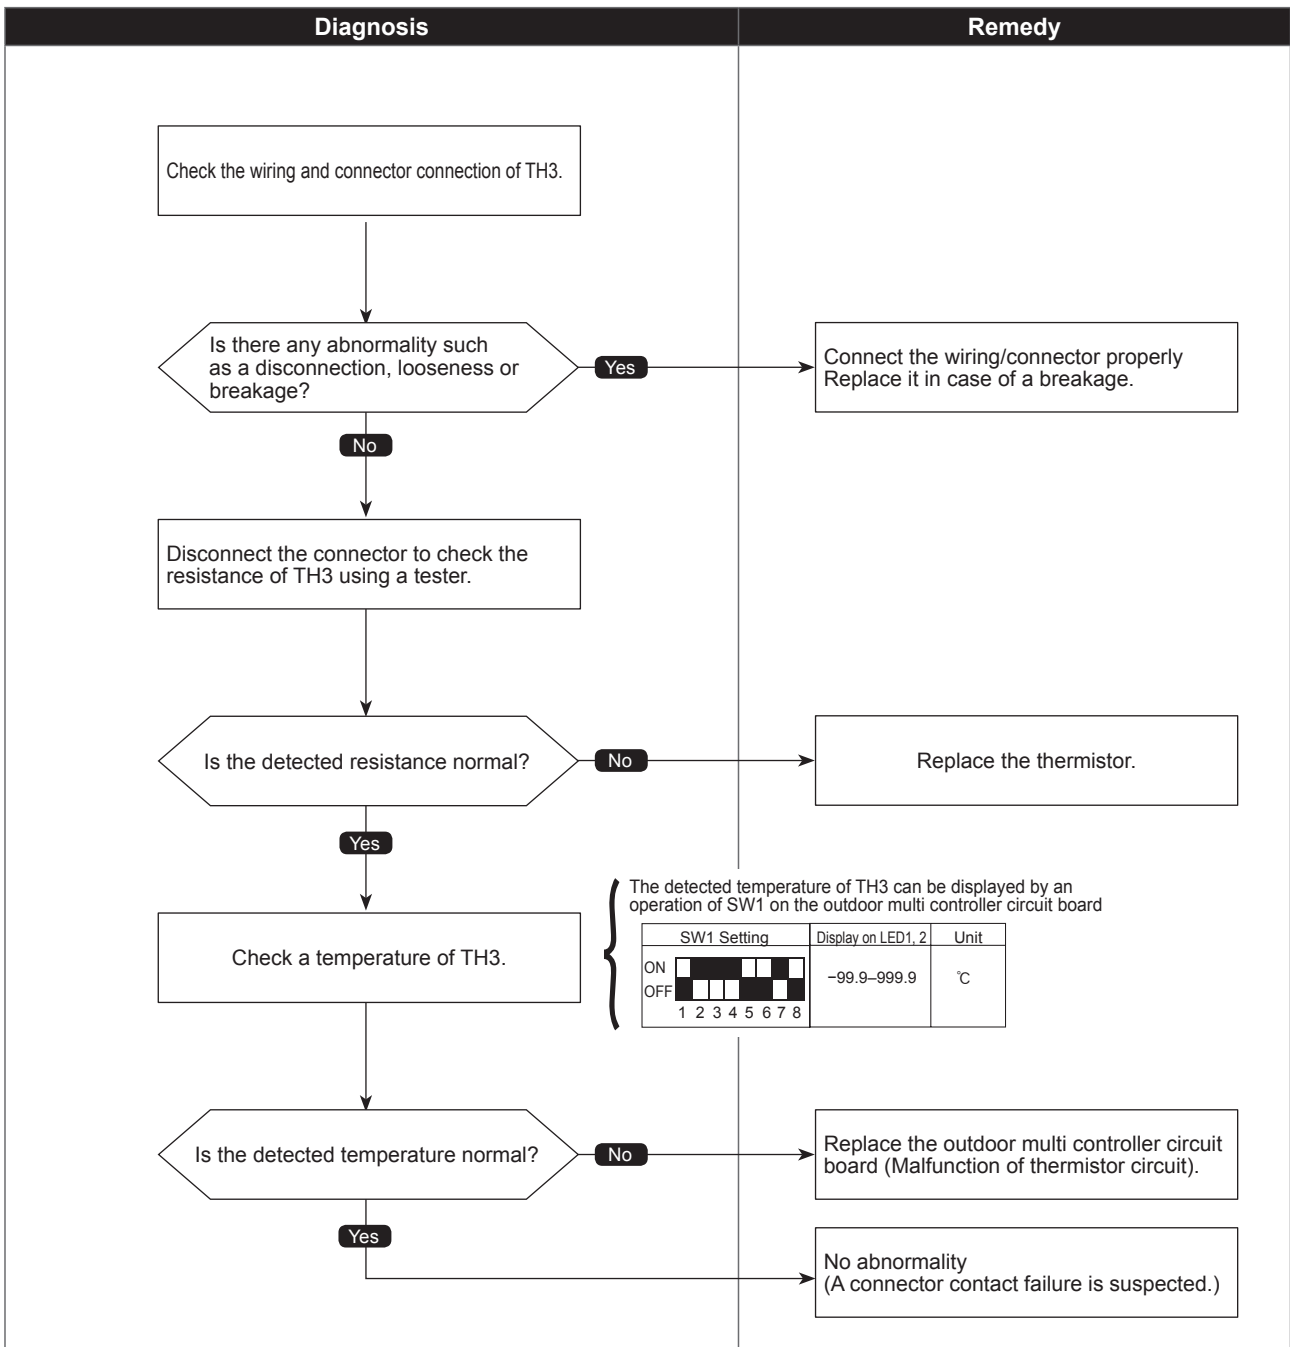 Diagnosis
Remedy
Check the wiring and connector connection of TH3.
Is there any abnormality such
as a disconnection, looseness or
breakage?
Yes
Connect the wiring/connector properly
Replace it in case of a breakage.
No
Disconnect the connector to check the
resistance of TH3 using a tester.
Is the detected resistance normal?
No
Replace the thermistor.
Yes
The detected temperature of TH3 can be displayed by an
operation of SW1 on the outdoor multi controller circuit board
Check a temperature of TH3.
SW1 Setting
Display on LED1, 2
Unit
ON
OFF
1 2 3 4 5 6 7 8
−99.9–999.9
℃
Is the detected temperature normal?
No
Replace the outdoor multi controller circuit
board (Malfunction of thermistor circuit).
Yes
No abnormality
(A connector contact failure is suspected.)